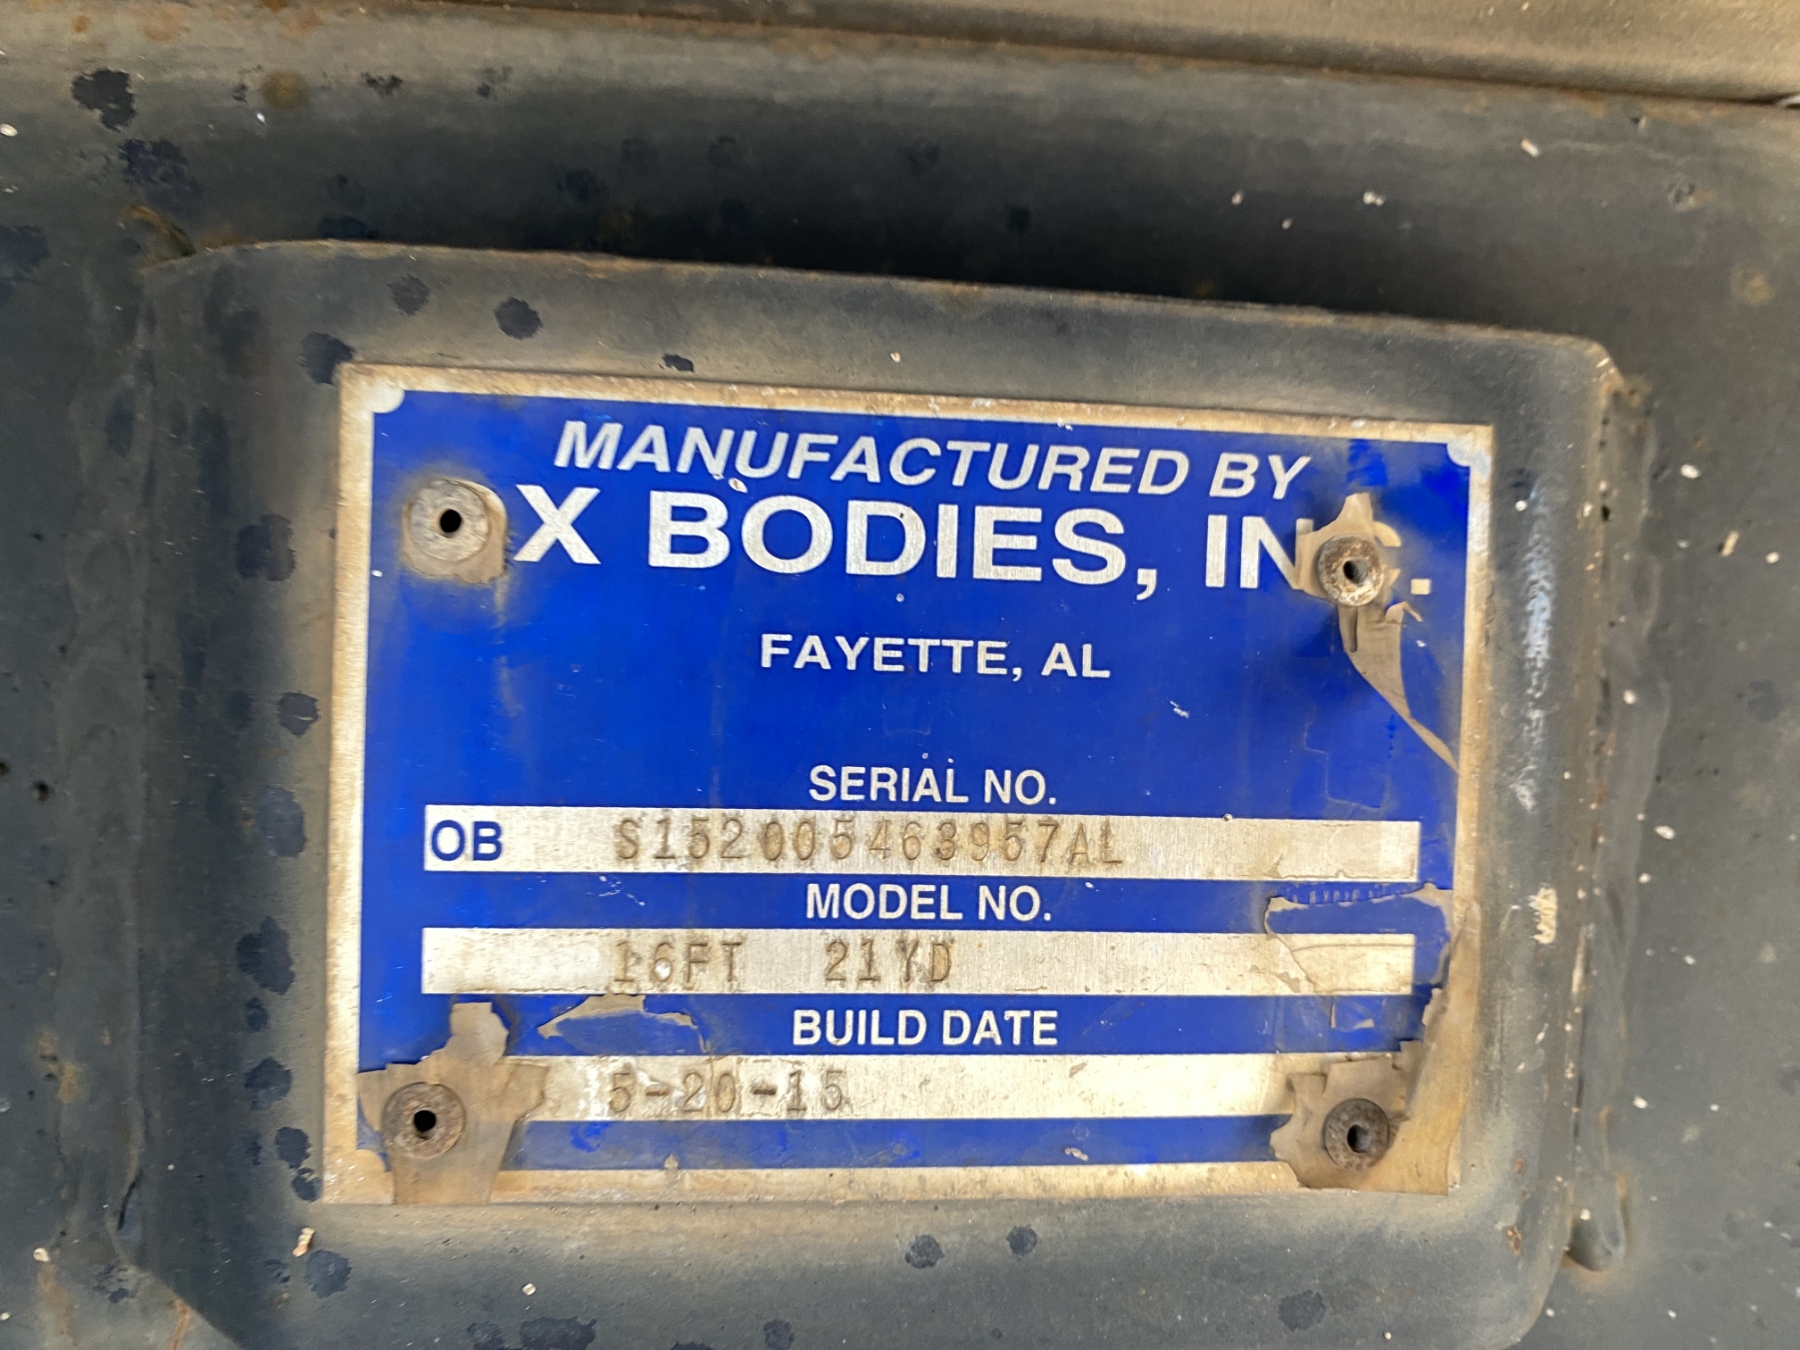 MANUFACTURED BY
X BODIES, INC.
FAYETTE, AL
SERIAL NO.
OB S152005463957AL
MODEL NO.
16FT 21YD
BUILD DATE
5-20-15